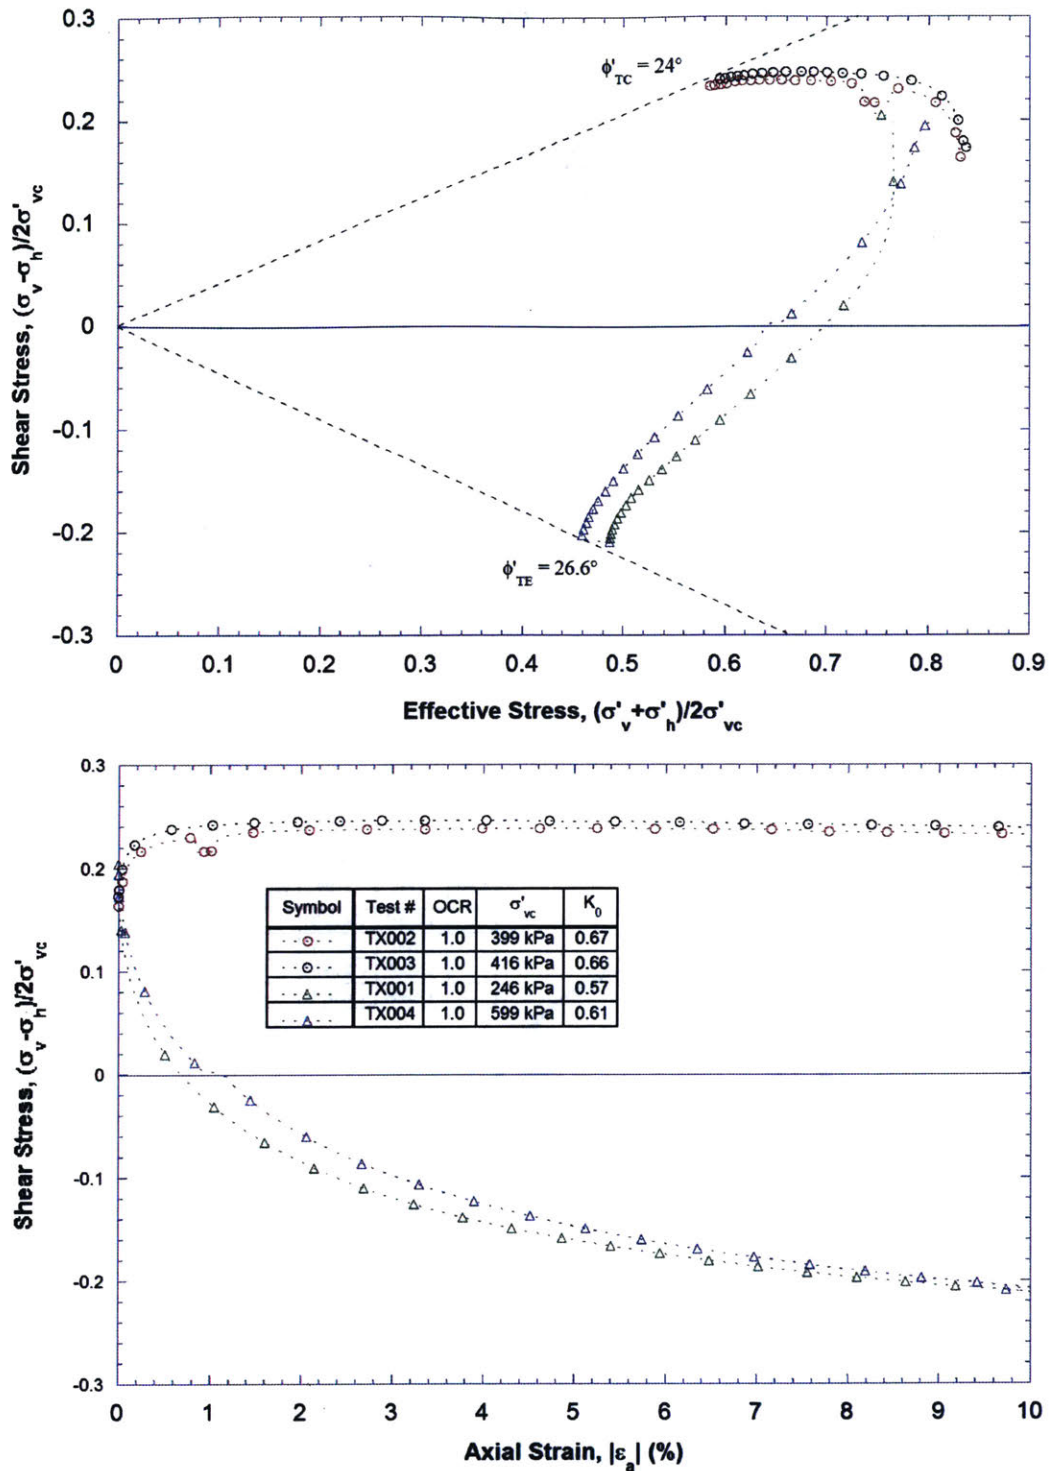 0.3
0.2
0.1
0
-0.1
-0.2
-0.3
Shear Stress, (σv-σh)/2σ'vc
ϕ'TC = 24°
ϕ'TE = 26.6°
0 0.1 0.2 0.3 0.4 0.5 0.6 0.7 0.8 0.9
Effective Stress, (σ'v+σ'h)/2σ'vc
0.3
0.2
0.1
0
-0.1
-0.2
-0.3
Shear Stress, (σv-σh)/2σ'vc
Symbol Test # OCR σ'vc K0
TX002 1.0 399 kPa 0.67
TX003 1.0 416 kPa 0.66
TX001 1.0 246 kPa 0.57
TX004 1.0 599 kPa 0.61
0 1 2 3 4 5 6 7 8 9 10
Axial Strain, |εa| (%)